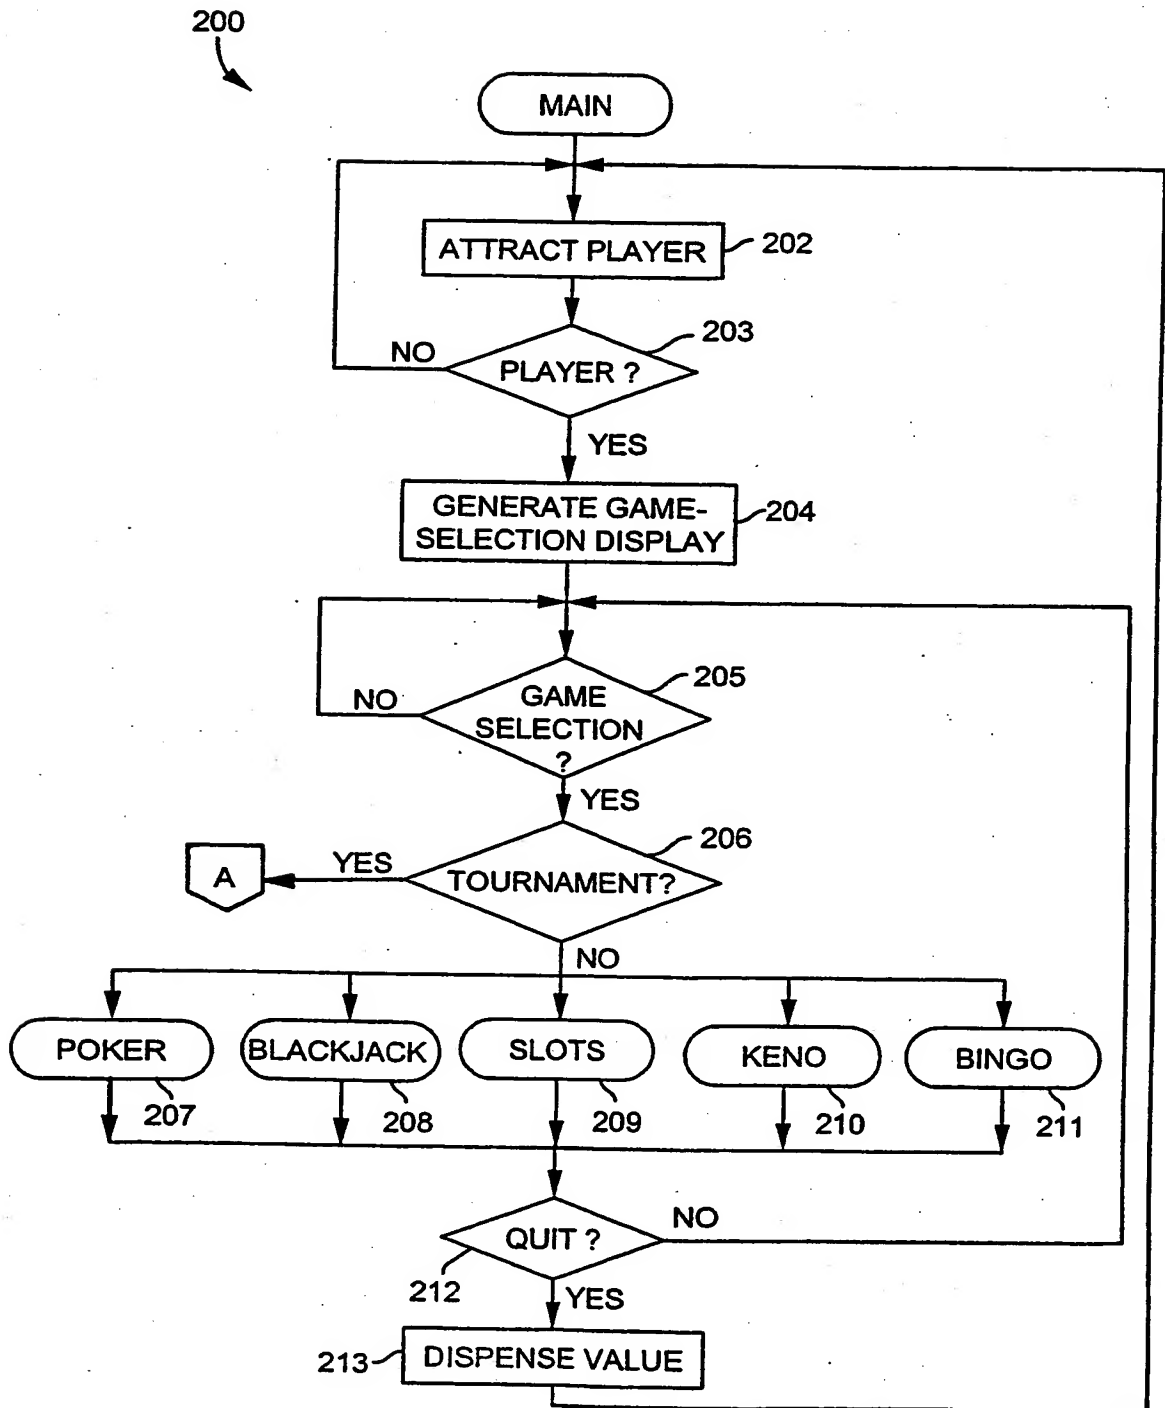 200
MAIN
ATTRACT PLAYER
202
203
NO
PLAYER ?
YES
GENERATE GAME-
SELECTION DISPLAY
204
205
NO
GAME
SELECTION
?
YES
206
A
YES
TOURNAMENT?
NO
POKER
BLACKJACK
SLOTS
KENO
BINGO
207
208
209
210
211
QUIT ?
NO
212
YES
213
DISPENSE VALUE